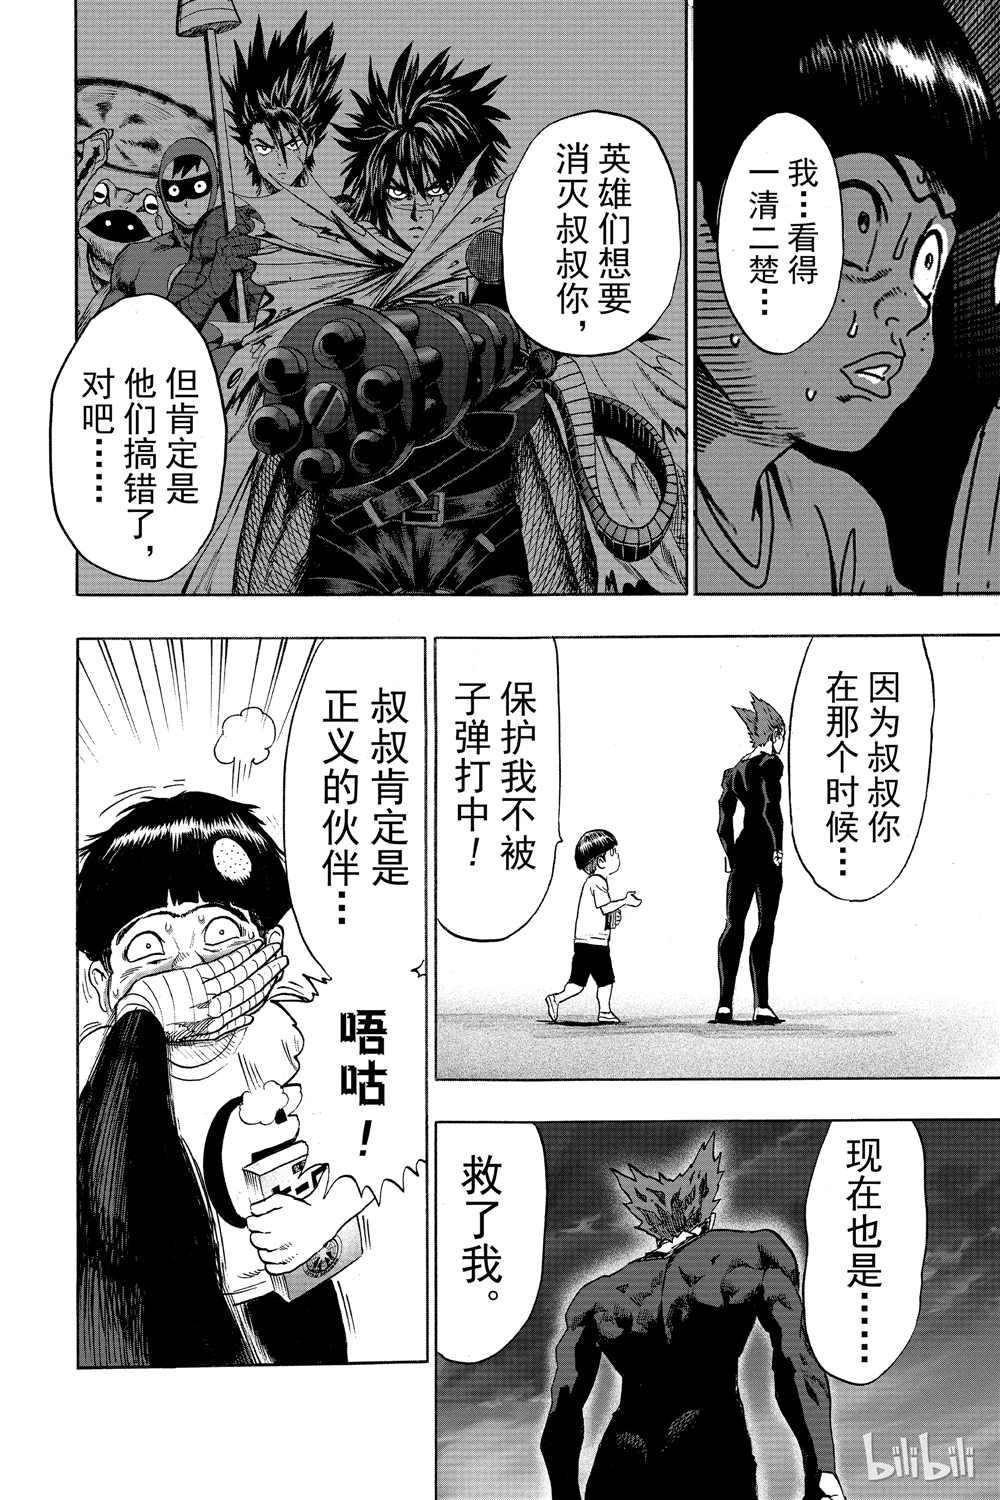 我…看得
一清二楚…
英雄们想要
消灭叔叔你，
但肯定是
他们搞错了，
对吧……
因为叔叔你
在那个时候…
保护我不被
子弹打中！
叔叔肯定是
正义的伙伴…
唔咕！
现在也是……
救了我。
bilibili